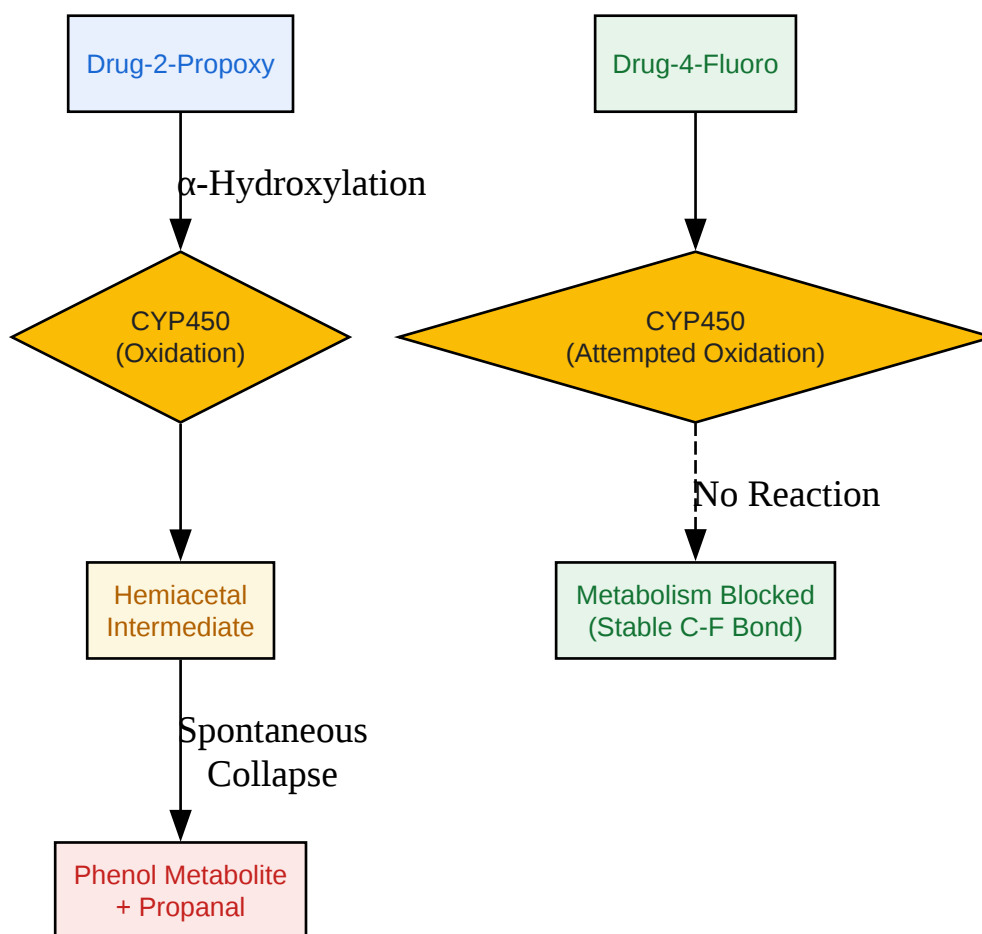 Drug-2-Propoxy
Drug-4-Fluoro
α-Hydroxylation
CYP450
(Oxidation)
CYP450
(Attempted Oxidation)
No Reaction
Hemiacetal
Intermediate
Metabolism Blocked
(Stable C-F Bond)
Spontaneous
Collapse
Phenol Metabolite
+ Propanal